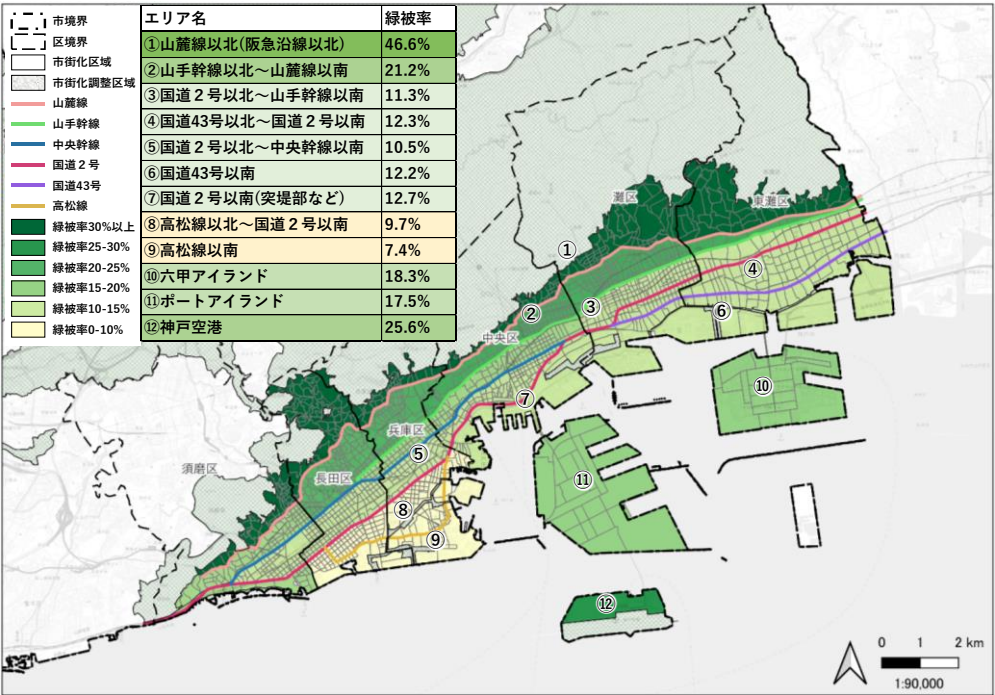 市境界
区境界
市街化区域
市街化調整区域
山麓線
山手幹線
中央幹線
国道２号
国道43号
高松線
緑被率30%以上
緑被率25-30%
緑被率20-25%
緑被率15-20%
緑被率10-15%
緑被率0-10%
エリア名 緑被率
①山麓線以北(阪急沿線以北) 46.6%
②山手幹線以北～山麓線以南 21.2%
③国道２号以北～山手幹線以南 11.3%
④国道43号以北～国道２号以南 12.3%
⑤国道２号以北～中央幹線以南 10.5%
⑥国道43号以南 12.2%
⑦国道２号以南(突堤部など) 12.7%
⑧高松線以北～国道２号以南 9.7%
⑨高松線以南 7.4%
⑩六甲アイランド 18.3%
⑪ポートアイランド 17.5%
⑫神戸空港 25.6%
灘区
東灘区
①
④
③
⑥
②
中央区
⑩
⑦
兵庫区
⑤
須磨区
長田区
⑪
⑧
⑨
⑫
0 1 2 km
1:90,000